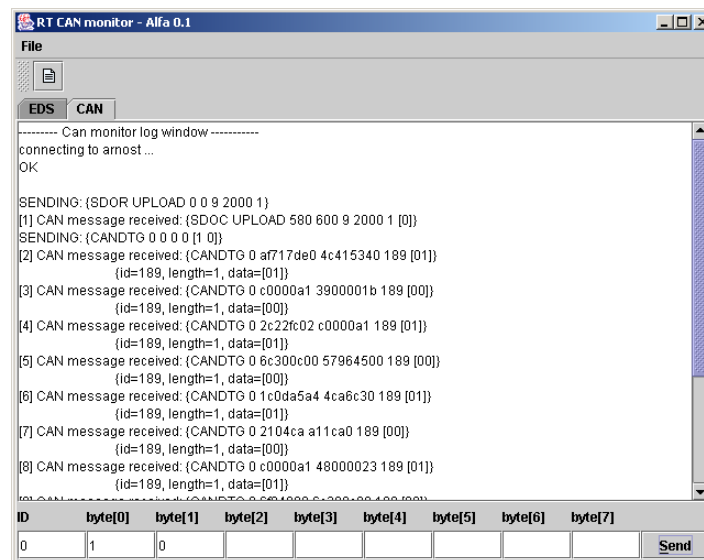 RT CAN monitor - Alfa 0.1
File
EDS CAN
--------- Can monitor log window -----------
connecting to arnost ...
OK
SENDING: {SDOR UPLOAD 0 0 9 2000 1}
[1] CAN message received: {SDOC UPLOAD 580 600 9 2000 1 [0]}
SENDING: {CANDTG 0 0 0 0 [1 0]}
[2] CAN message received: {CANDTG 0 af717de0 4c415340 189 [01]}
{id=189, length=1, data=[01]}
[3] CAN message received: {CANDTG 0 c0000a1 3900001b 189 [00]}
{id=189, length=1, data=[00]}
[4] CAN message received: {CANDTG 0 2c22fc02 c0000a1 189 [01]}
{id=189, length=1, data=[01]}
[5] CAN message received: {CANDTG 0 6c300c00 57964500 189 [00]}
{id=189, length=1, data=[00]}
[6] CAN message received: {CANDTG 0 1c0da5a4 4ca6c30 189 [01]}
{id=189, length=1, data=[01]}
[7] CAN message received: {CANDTG 0 2104ca a11ca0 189 [00]}
{id=189, length=1, data=[00]}
[8] CAN message received: {CANDTG 0 c0000a1 48000023 189 [01]}
{id=189, length=1, data=[01]}
CAN message received: {CANDTG 0
ID byte[0] byte[1] byte[2] byte[3] byte[4] byte[5] byte[6] byte[7]
0 1 0 Send